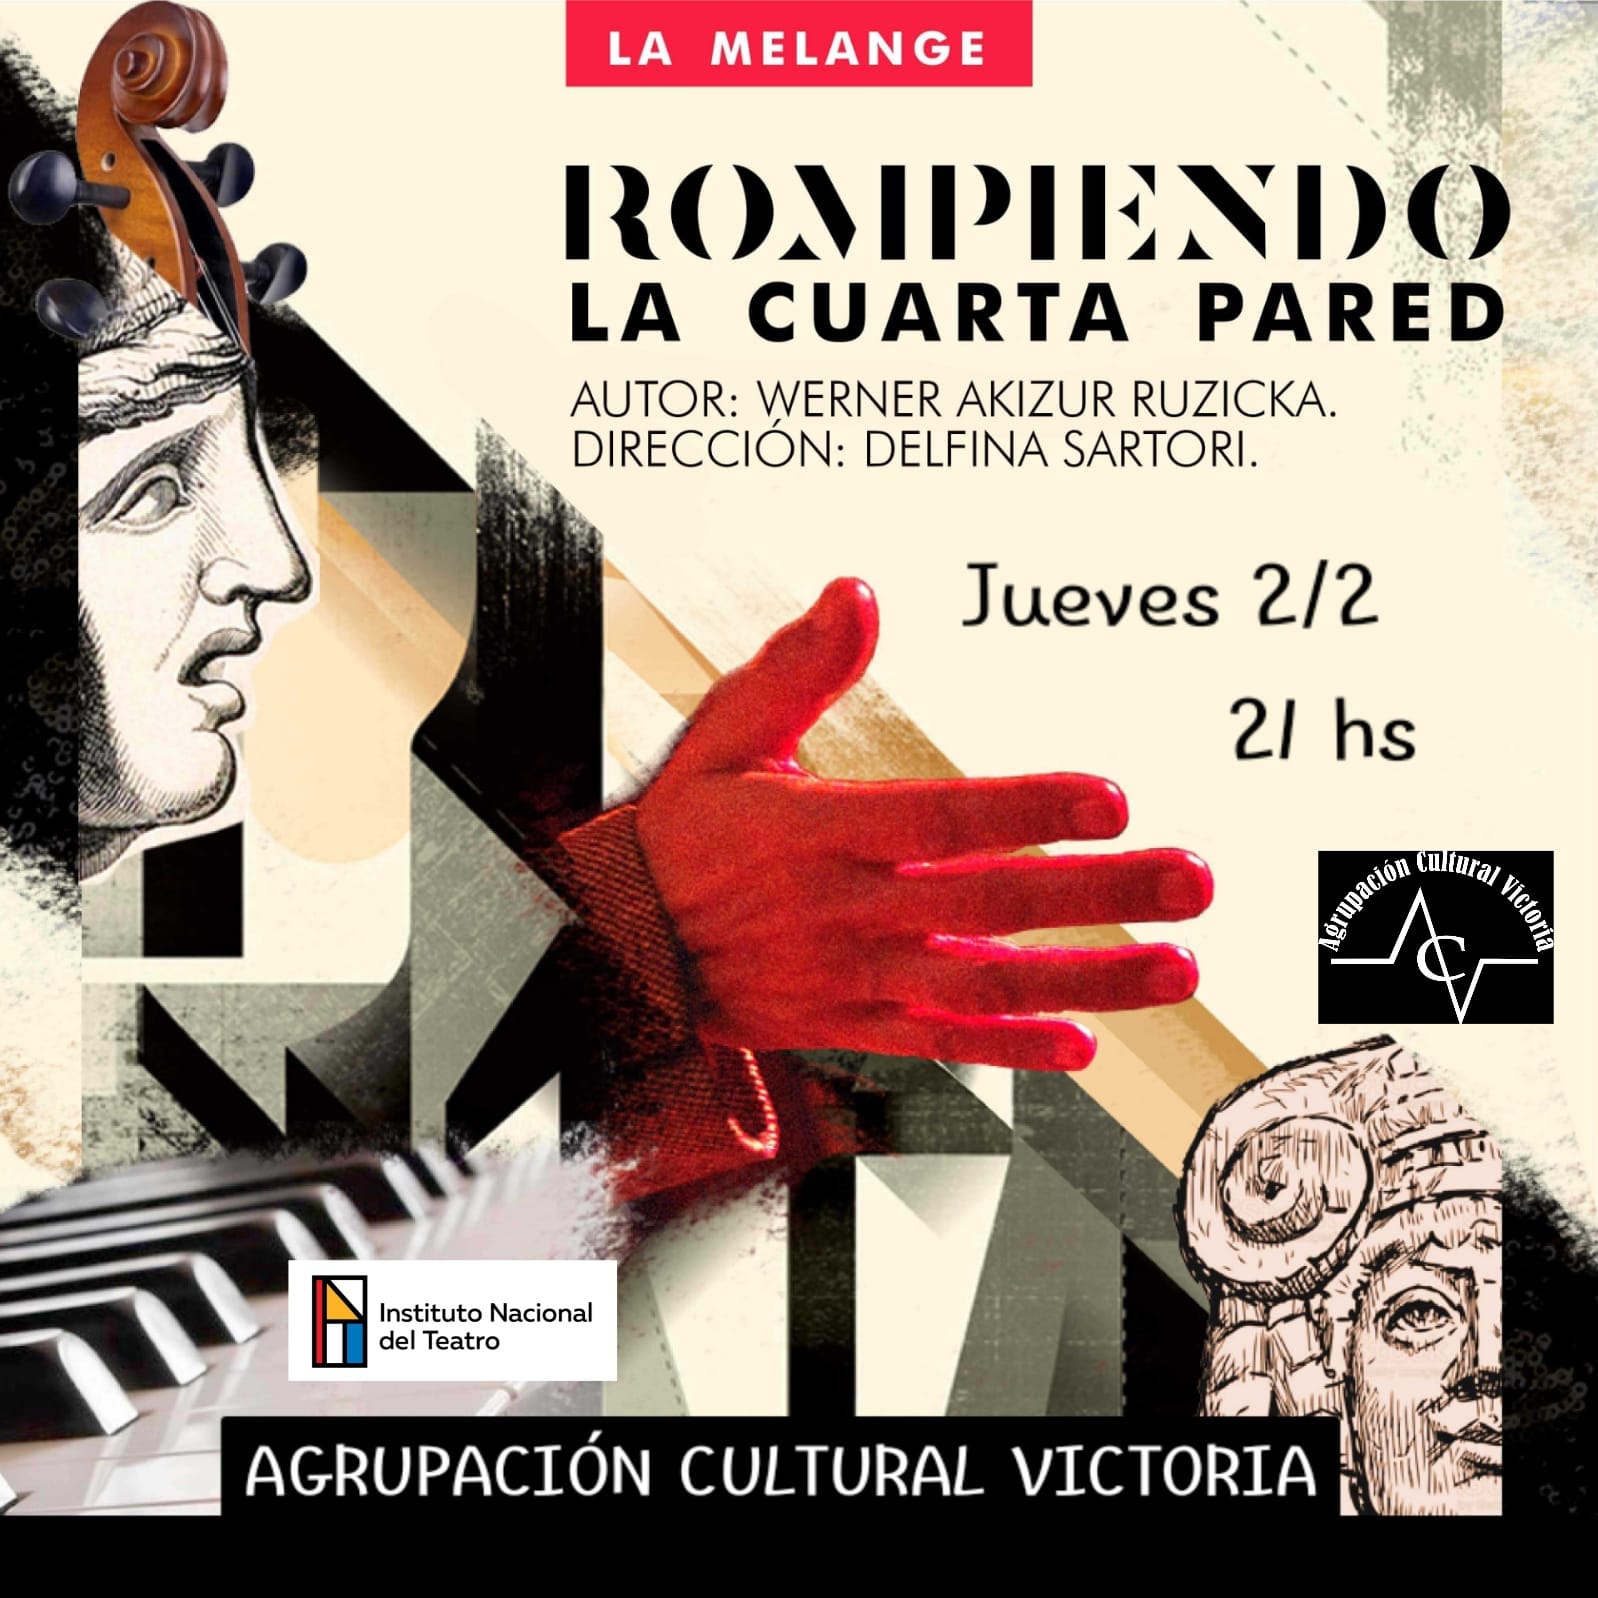 LA MELANGE
ROMPIENDO
LA CUARTA PARED
AUTOR: WERNER AKIZUR RUZICKA.
DIRECCIÓN: DELFINA SARTORI.
Jueves 2/2
21 hs
Agrupación Cultural Victoria
ACV
Instituto Nacional
del Teatro
AGRUPACIÓN CULTURAL VICTORIA